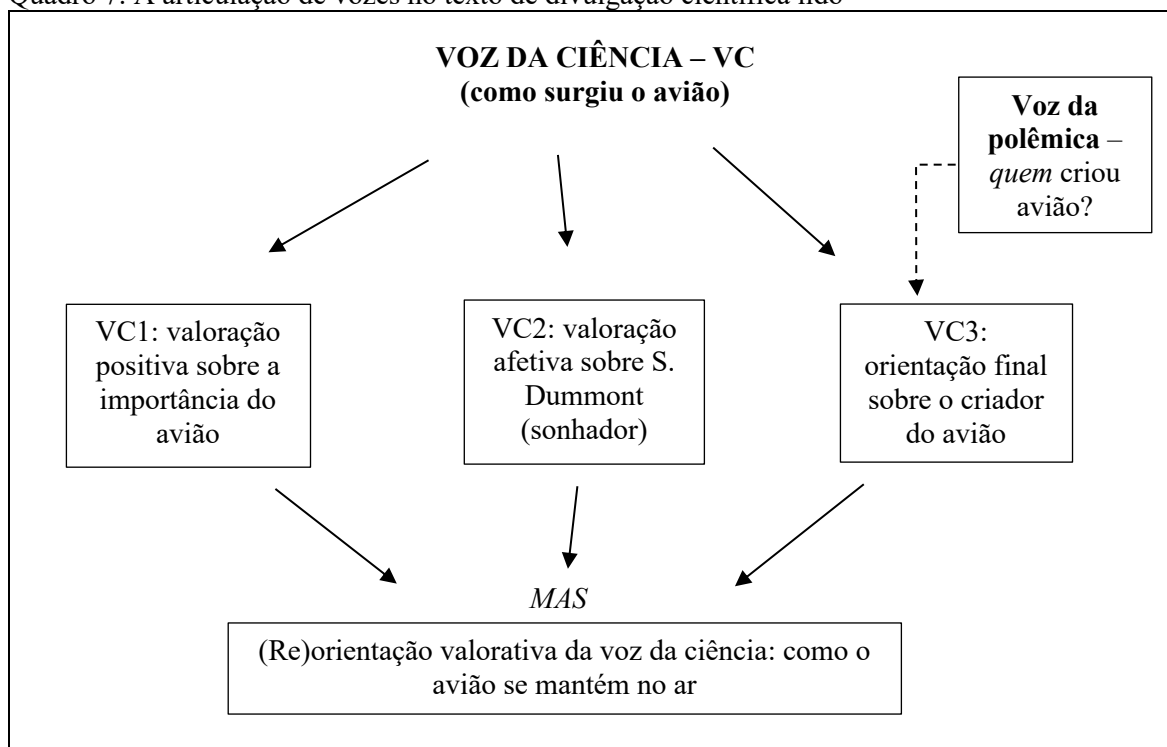 Quadro 7: A articulação de vozes no texto de divulgação científica lido
VOZ DA CIÊNCIA – VC
(como surgiu o avião)
Voz da
polêmica –
quem criou
avião?
VC1: valoração
positiva sobre a
importância do
avião
VC2: valoração
afetiva sobre S.
Dummont
(sonhador)
VC3:
orientação final
sobre o criador
do avião
MAS
(Re)orientação valorativa da voz da ciência: como o
avião se mantém no ar